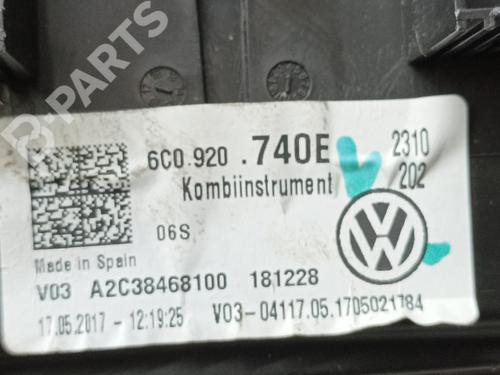 B-PARTS
6C0.920 .740E 2310
Kombiinstrument 202
06S
Made in Spain
V03 A2C38468100 181228
17.05.2017 - 12:19:25 V03-04117.05.1705021784